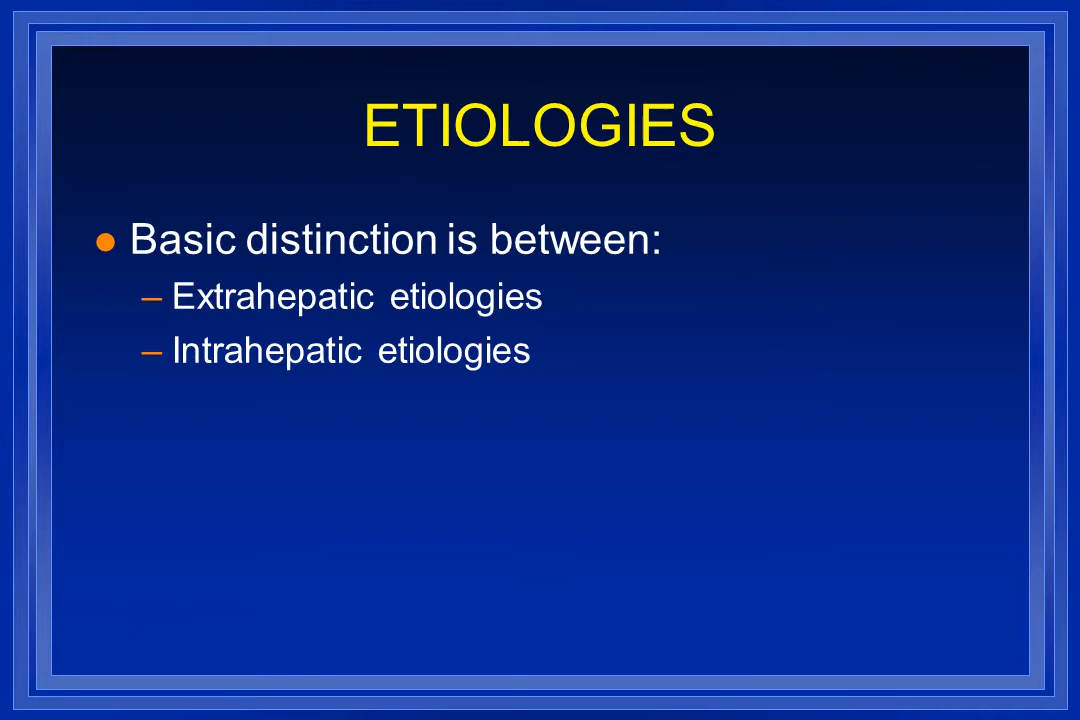 ETIOLOGIES
● Basic distinction is between:
– Extrahepatic etiologies
– Intrahepatic etiologies